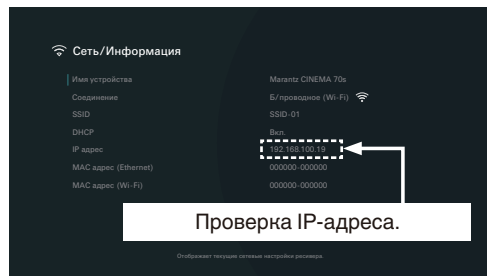 Сеть/Информация
Имя устройства Marantz CINEMA 70s
Соединение Б/проводное (Wi-Fi)
SSID SSID-01
DHCP Вкл.
IP адрес 192.168.100.19
MAC адрес (Ethernet) 000000-000000
MAC адрес (Wi-Fi) 000000-000000
Проверка IP-адреса.
Отображает текущие сетевые настройки ресивера.